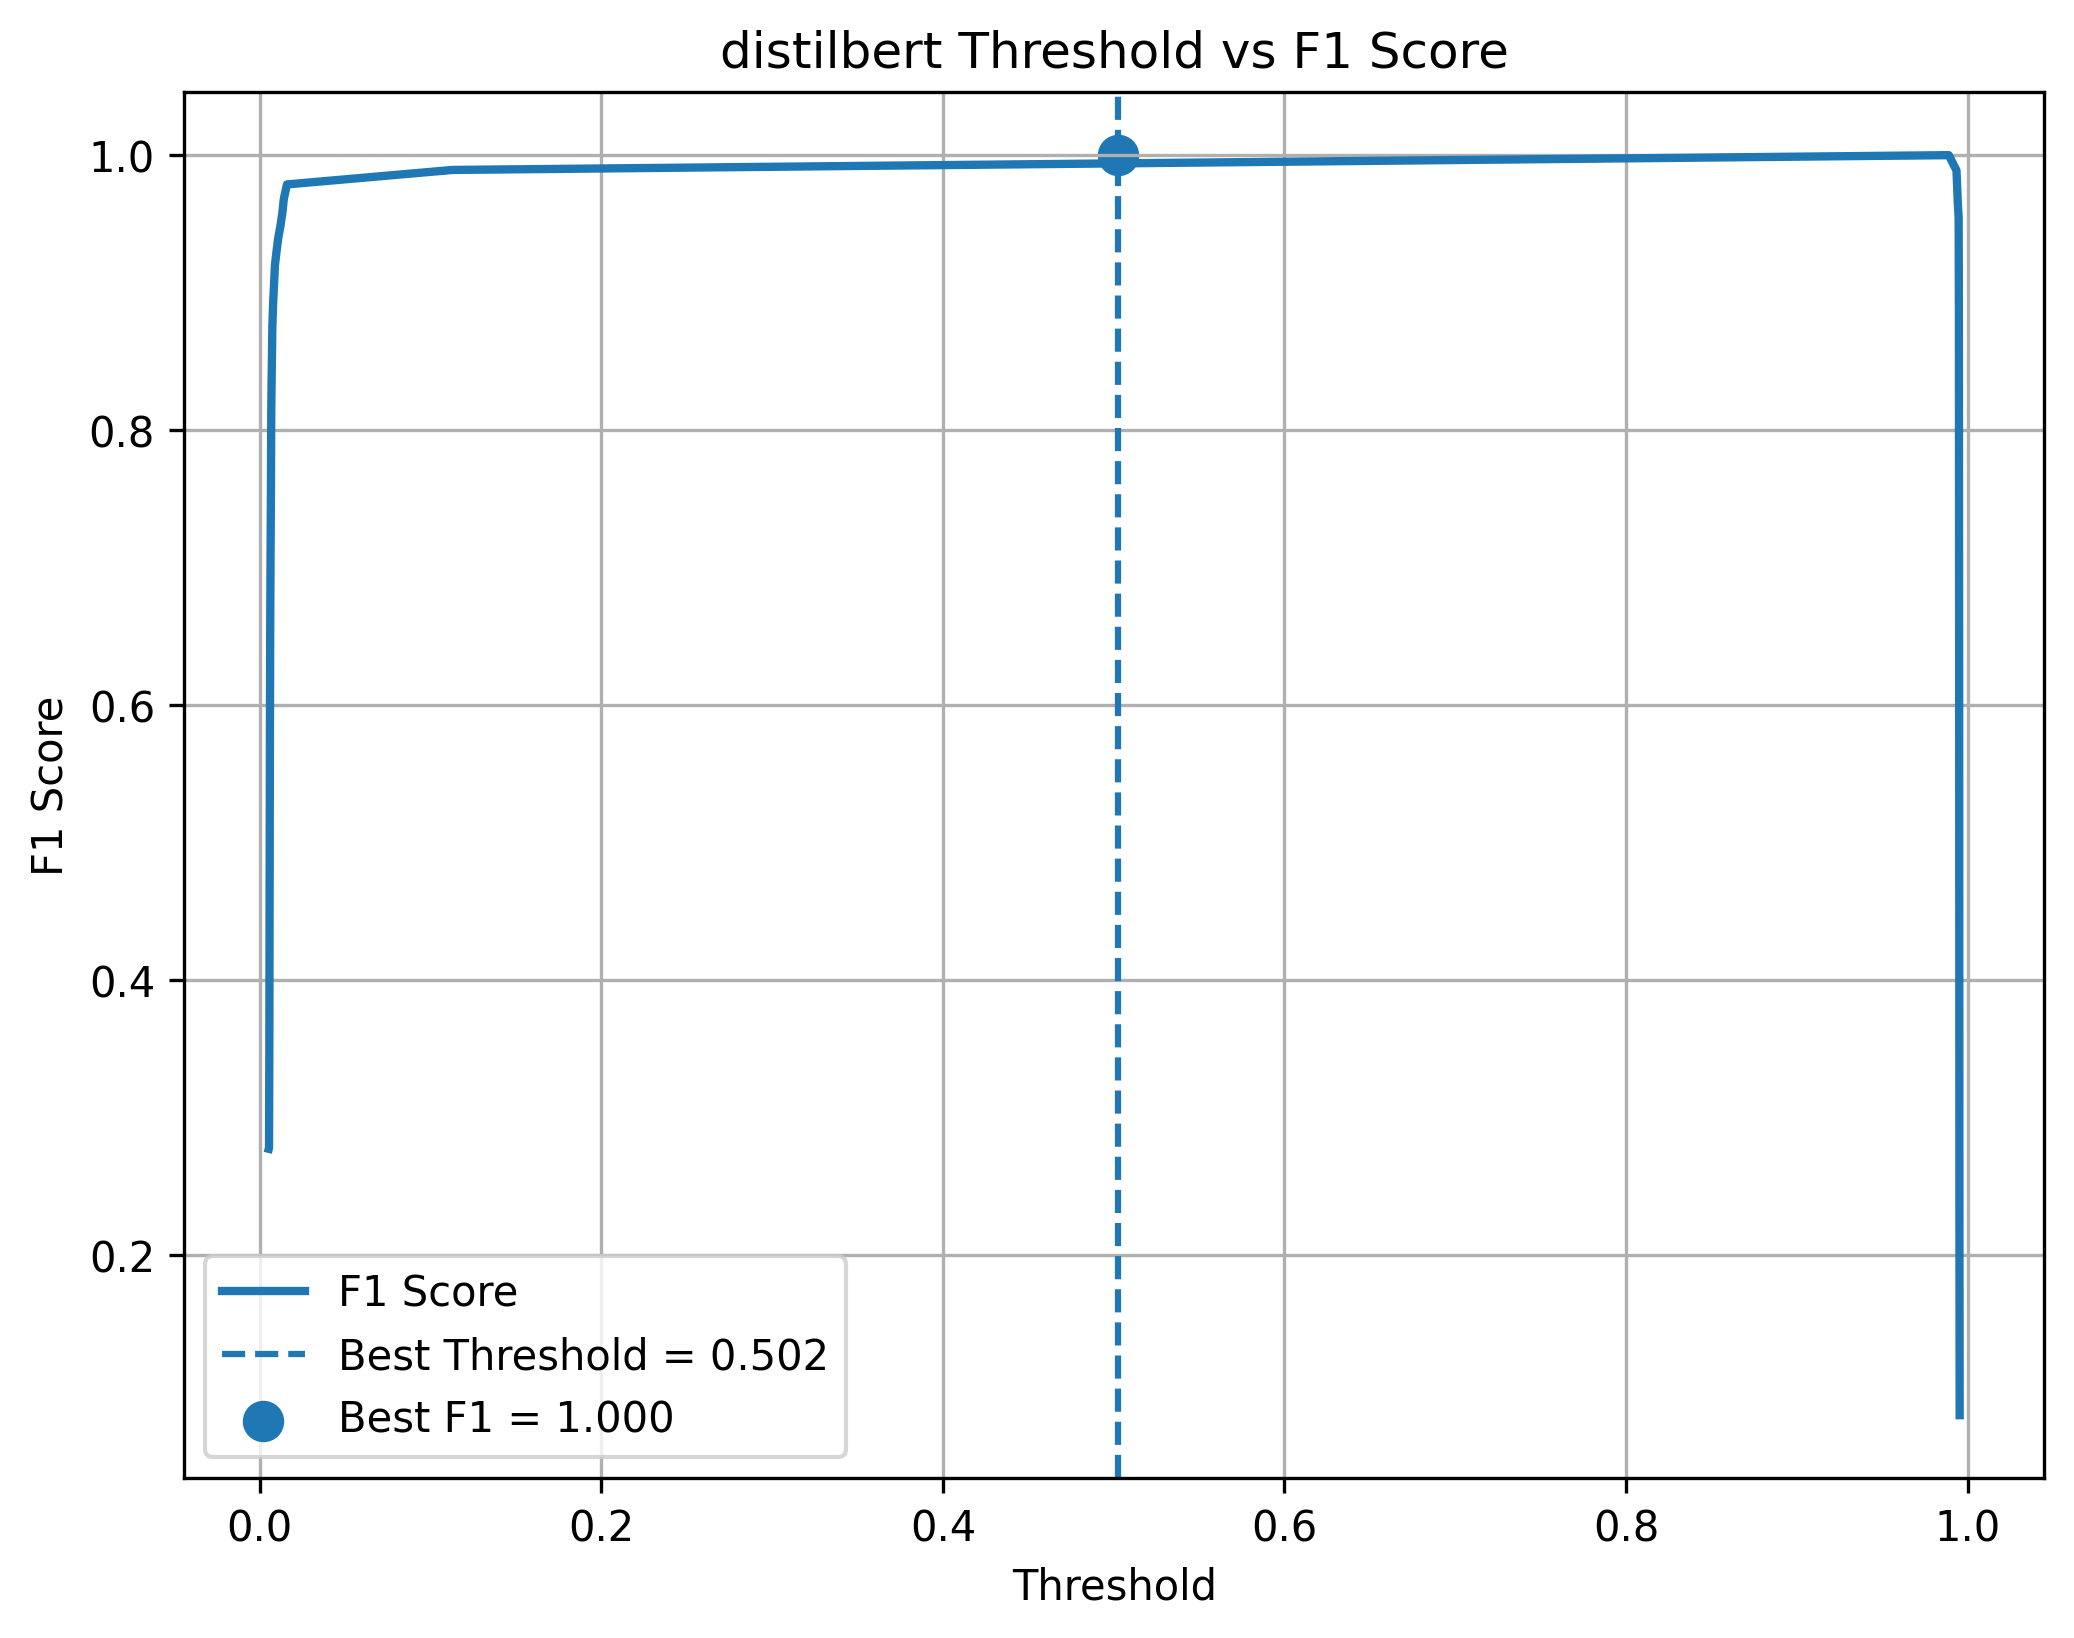 distilbert Threshold vs F1 Score
1.0
0.8
0.6
0.4
0.2
F1 Score
F1 Score
Best Threshold = 0.502
Best F1 = 1.000
0.0 0.2 0.4 0.6 0.8 1.0
Threshold